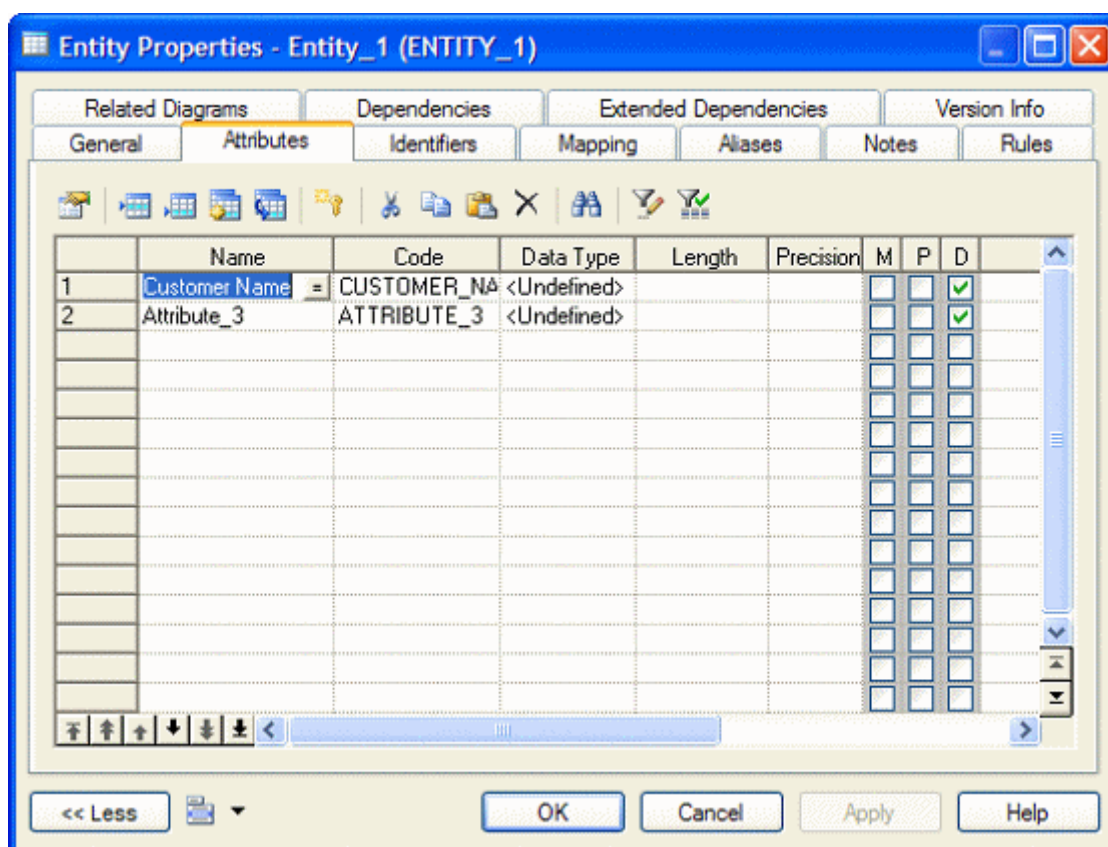 Entity Properties - Entity_1 (ENTITY_1)
Related Diagrams Dependencies Extended Dependencies Version Info
General Attributes Identifiers Mapping Aliases Notes Rules
Name Code Data Type Length Precision M P D
1 Customer Name = CUSTOMER_NA <Undefined>
2 Attribute_3 ATTRIBUTE_3 <Undefined>
<< Less OK Cancel Apply Help